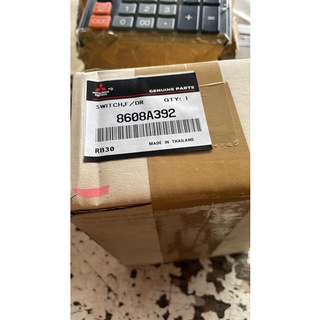 GENUINE PARTS
SWITCH,F/DR QTY: 1
8608A392
RB30
MADE IN THAILAND